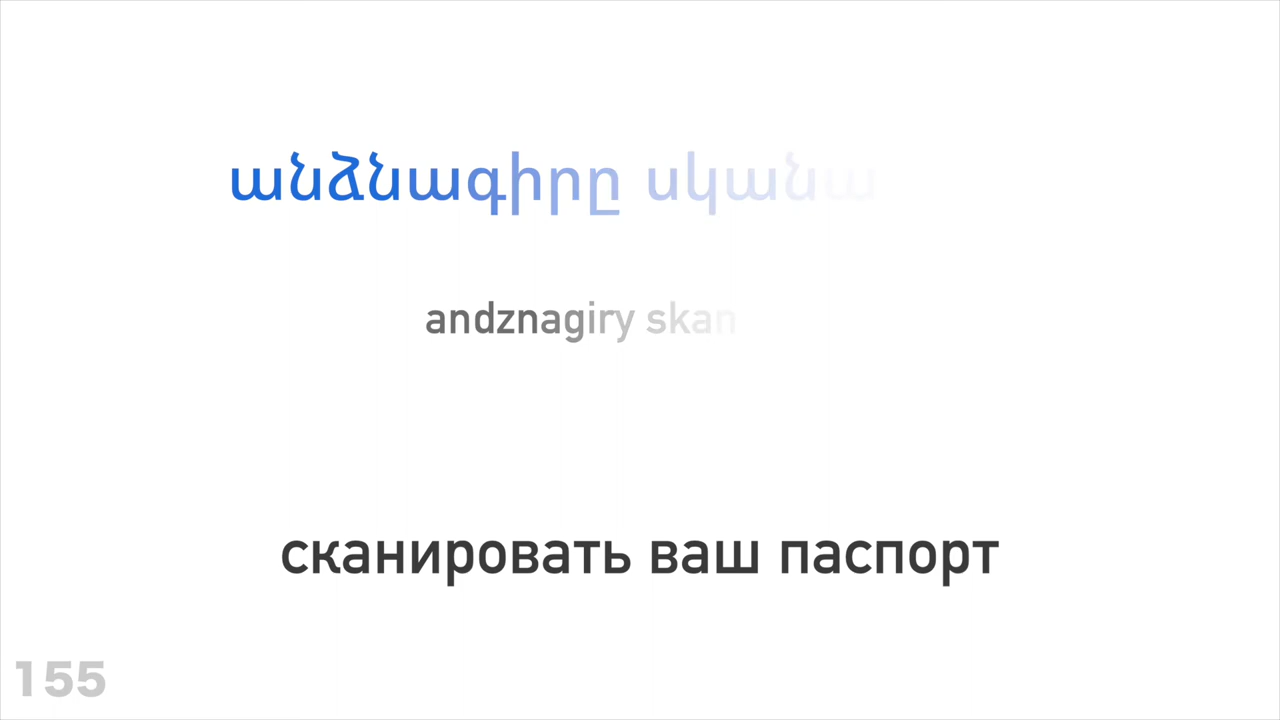 անձնագիրը սկանա
andznagiry skan
сканировать ваш паспорт
155